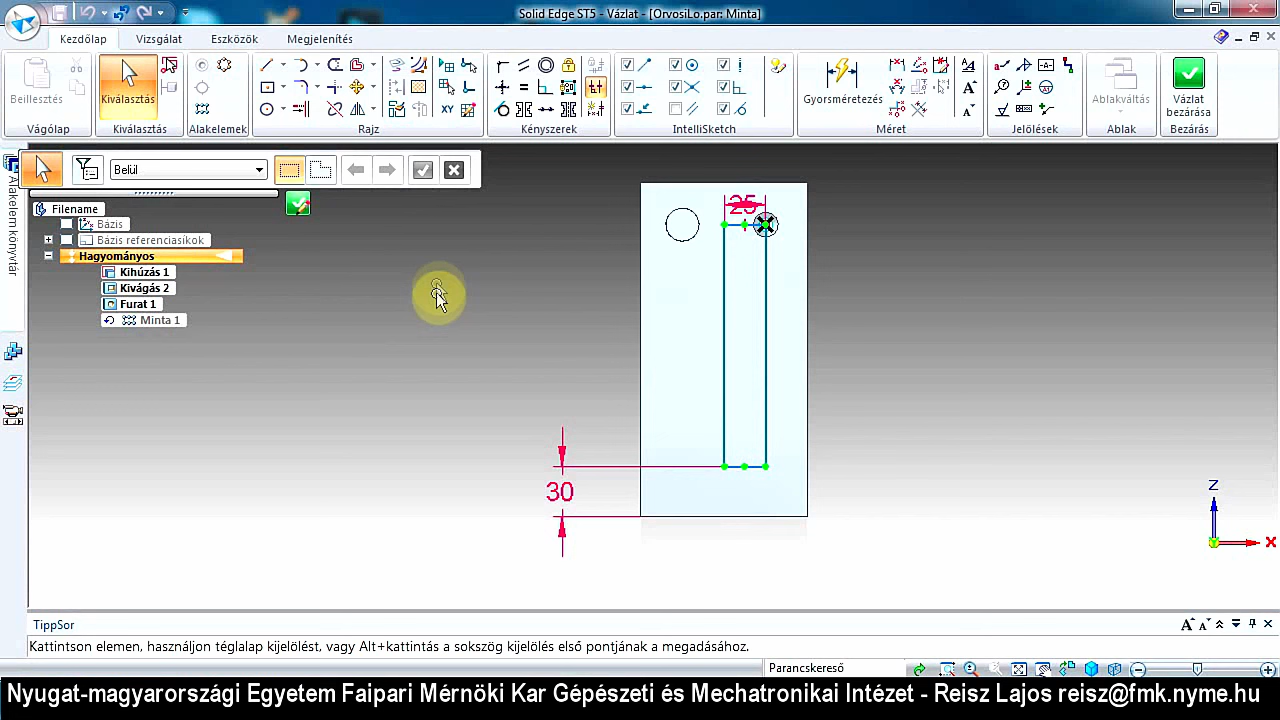 Solid Edge ST5 - Vázlat - [OrvosiLo.par: Minta]
Kezdőlap Vizsgálat Eszközök Megjelenítés
Beillesztés
Kiválasztás
XY
Gyorsméretezés
Ablakváltás
Vázlat bezárása
Vágólap Kiválasztás Alakelemek Rajz Kényszerek IntelliSketch Méret Jelölések Ablak Bezárás
Alakelem könyvtár
Belül
Filename
Bázis
Bázis referenciasíkok
Hagyományos
Kihúzás 1
Kivágás 2
Furat 1
Minta 1
25
30
Z
X
TippSor
Kattintson elemen, használjon téglalap kijelölést, vagy Alt+kattintás a sokszög kijelölés első pontjának a megadásához.
Parancskereső
Nyugat-magyarországi Egyetem Faipari Mérnöki Kar Gépészeti és Mechatronikai Intézet - Reisz Lajos reisz@fmk.nyme.hu